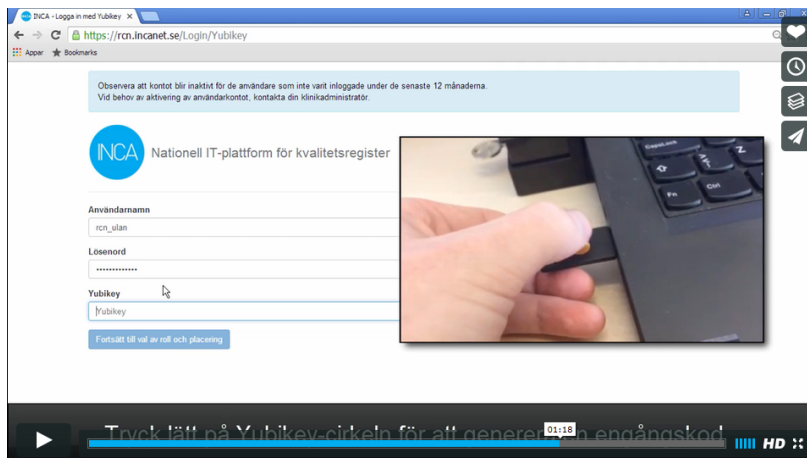 INCA - Logga in med Yubikey
https://rcn.incanet.se/Login/Yubikey
Appar
Bookmarks
Observera att kontot blir inaktivt för de användare som inte varit inloggade under de senaste 12 månaderna.
Vid behov av aktivering av användarkontot, kontakta din klinikadministratör.
INCA
Nationell IT-plattform för kvalitetsregister
Användarnamn
rcn_ulan
Lösenord
•••••••••••••
Yubikey
Yubikey
Fortsätt till val av roll och placering
CapsLock
Z
Fn
Ctrl
Tryck lätt på Yubikey-cirkeln för att generera en engångskod
01:18
HD